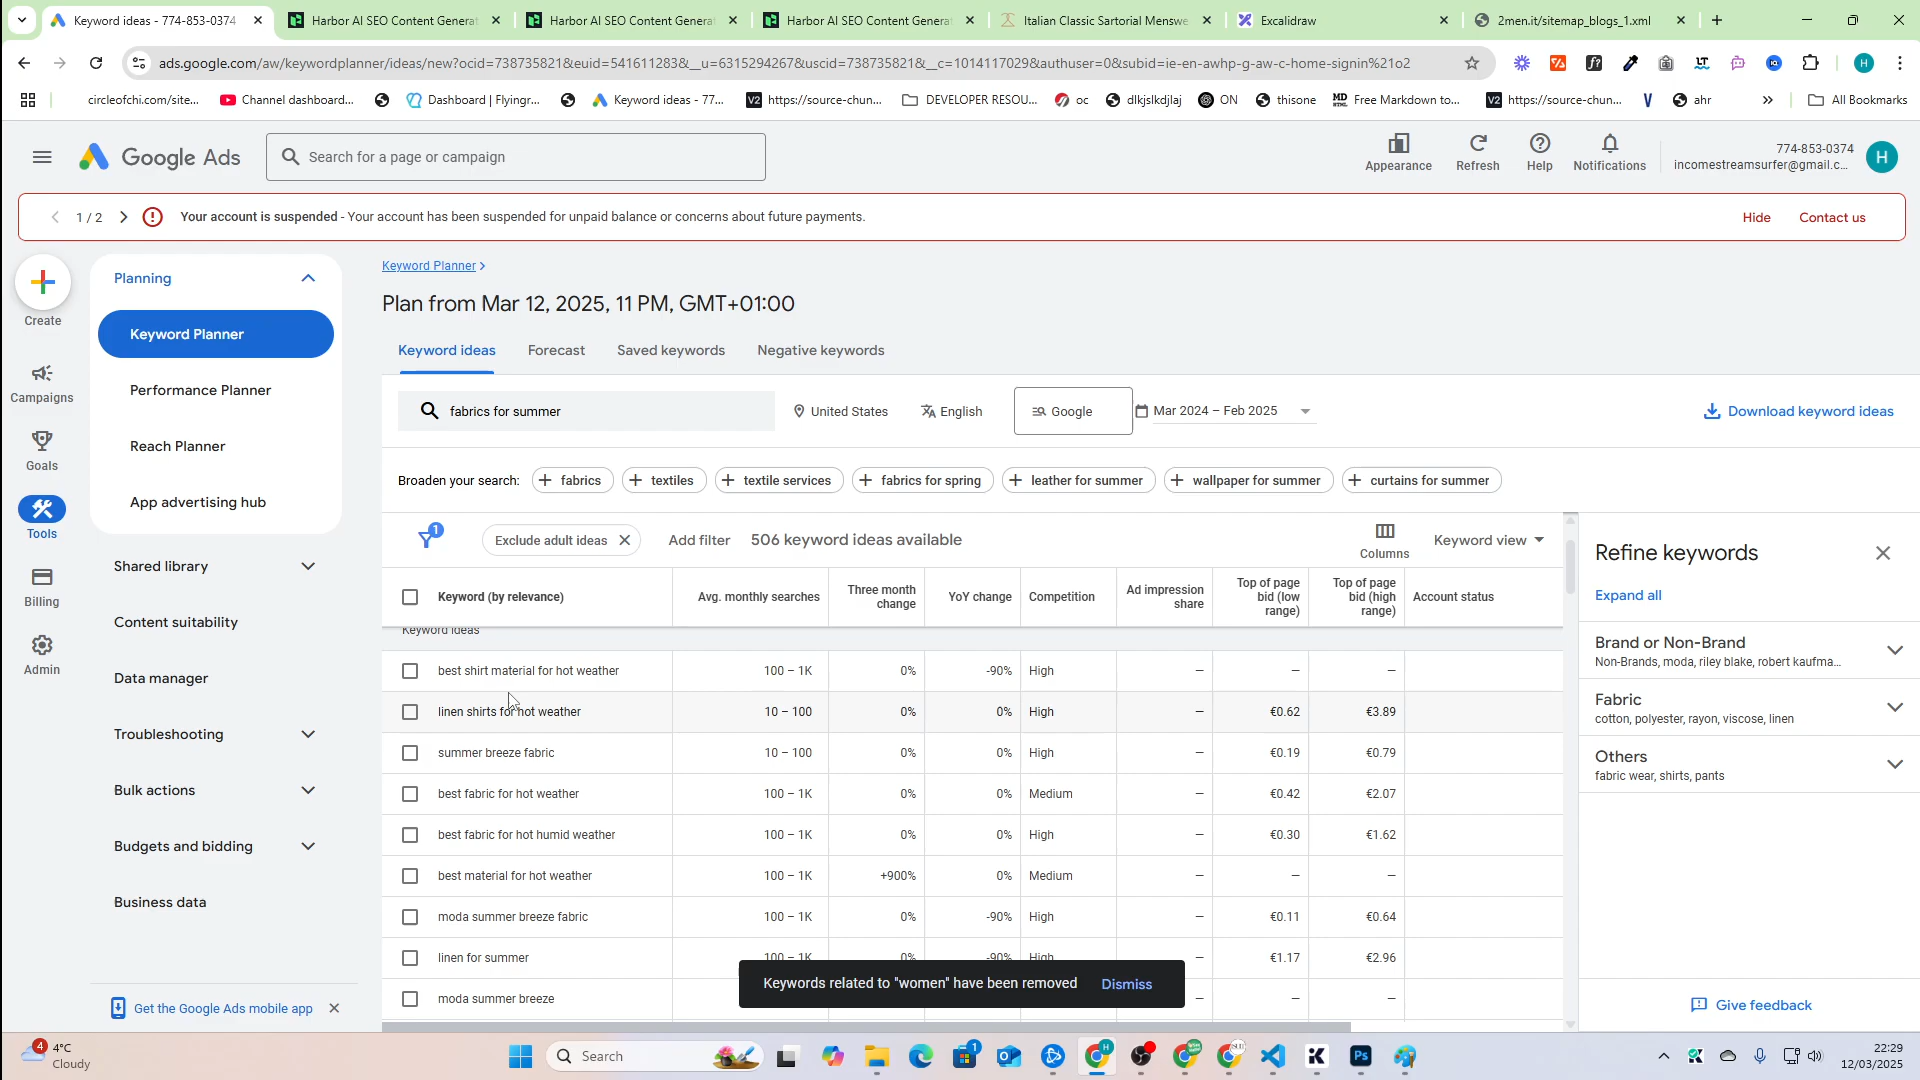 Keyword ideas - 774-853-0374
Harbor AI SEO Content Generat
Harbor AI SEO Content Generat
Harbor AI SEO Content Generat
Italian Classic Sartorial Menswe
Excalidraw
2men.it/sitemap_blogs_1.xml
ads.google.com/aw/keywordplanner/ideas/new?ocid=738735821&euid=541611283&__u=6315294267&uscid=738735821&__c=1014117029&authuser=0&subid=ie-en-awhp-g-aw-c-home-signin%21o2
circleofchi.com/site...
Channel dashboard...
Dashboard | Flyingr...
Keyword ideas - 77...
https://source-chun...
DEVELOPER RESOU...
oc
dlkjslkdjlaj
ON
thisone
Free Markdown to...
https://source-chun...
ahr
All Bookmarks
Google Ads
Search for a page or campaign
Appearance
Refresh
Help
Notifications
774-853-0374
incomestreamsurfer@gmail.c...
H
1 / 2
Your account is suspended - Your account has been suspended for unpaid balance or concerns about future payments.
Hide
Contact us
Create
Campaigns
Goals
Tools
Billing
Admin
Planning
Keyword Planner
Performance Planner
Reach Planner
App advertising hub
Shared library
Content suitability
Data manager
Troubleshooting
Bulk actions
Budgets and bidding
Business data
Get the Google Ads mobile app
Keyword Planner
Plan from Mar 12, 2025, 11 PM, GMT+01:00
Keyword ideas Forecast Saved keywords Negative keywords
fabrics for summer
United States
English
Google
Mar 2024 – Feb 2025
Download keyword ideas
Broaden your search: fabrics textiles textile services fabrics for spring leather for summer wallpaper for summer curtains for summer
1
Exclude adult ideas
Add filter
506 keyword ideas available
Columns
Keyword view
Keyword (by relevance) Avg. monthly searches Three month change YoY change Competition Ad impression share Top of page bid (low range) Top of page bid (high range) Account status
Keyword ideas
best shirt material for hot weather 100 – 1K 0% -90% High — — —
linen shirts for hot weather 10 – 100 0% 0% High — €0.62 €3.89
summer breeze fabric 10 – 100 0% 0% High — €0.19 €0.79
best fabric for hot weather 100 – 1K 0% 0% Medium — €0.42 €2.07
best fabric for hot humid weather 100 – 1K 0% 0% High — €0.30 €1.62
best material for hot weather 100 – 1K +900% 0% Medium — — —
moda summer breeze fabric 100 – 1K 0% -90% High — €0.11 €0.64
linen for summer 100 – 1K 0% -90% High €1.17 €2.96
moda summer breeze — — —
Keywords related to "women" have been removed
Dismiss
Refine keywords
Expand all
Brand or Non-Brand
Non-Brands, moda, riley blake, robert kaufma...
Fabric
cotton, polyester, rayon, viscose, linen
Others
fabric wear, shirts, pants
Give feedback
4
4°C
Cloudy
Search
22:29
12/03/2025